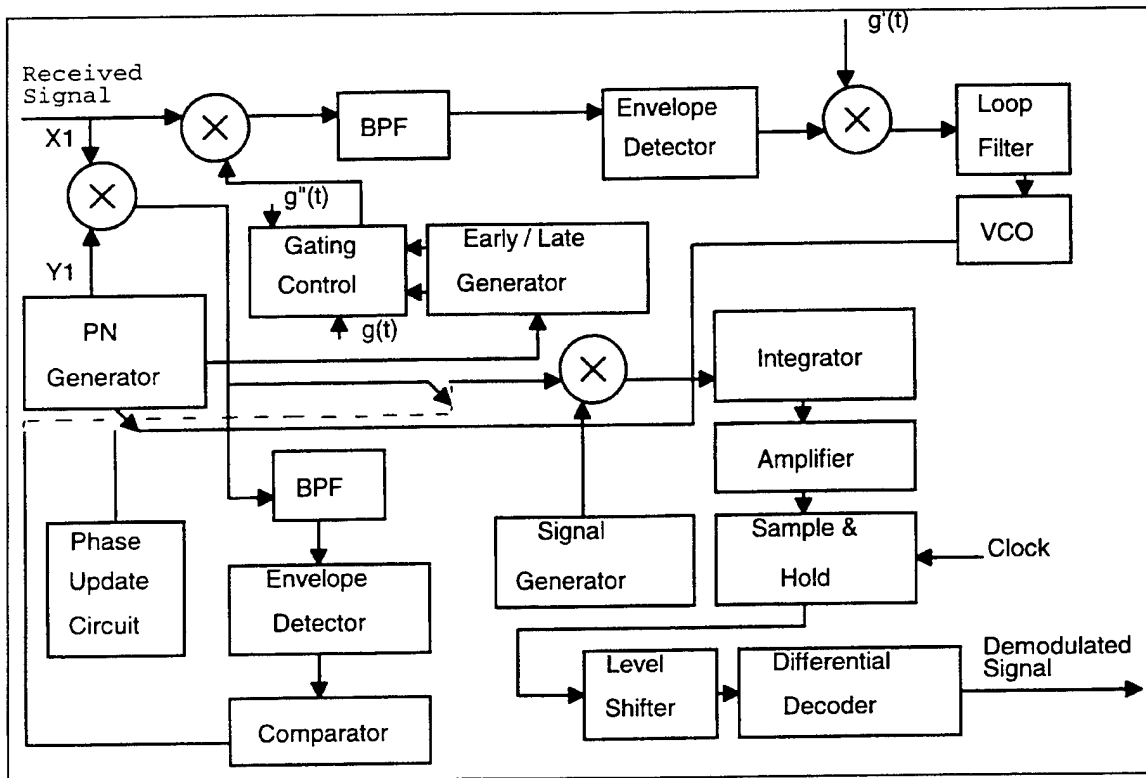 g'(t)
Received
Signal
X1
BPF
Envelope
Detector
Loop
Filter
g"(t)
Gating
Control
Early / Late
Generator
VCO
Y1
g(t)
PN
Generator
Integrator
BPF
Amplifier
Phase
Update
Circuit
Envelope
Detector
Signal
Generator
Sample &
Hold
Clock
Comparator
Level
Shifter
Differential
Decoder
Demodulated
Signal